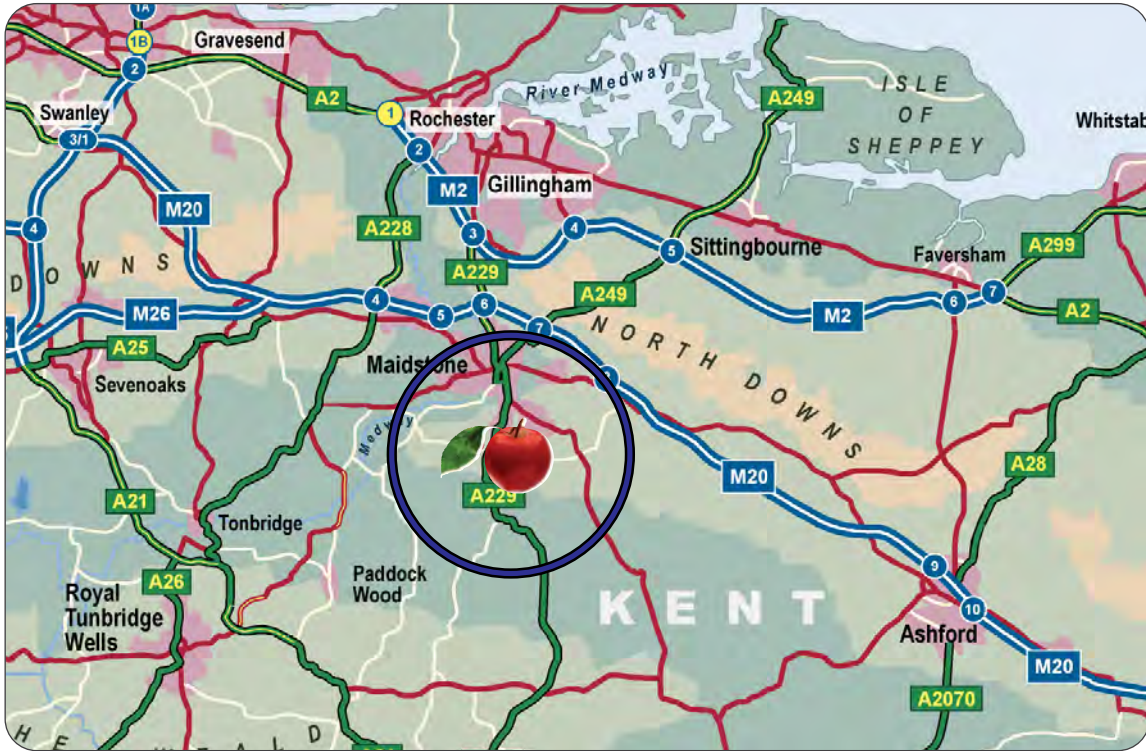 1A
1B
2
Gravesend
Swanley
3/1
A2
1
Rochester
2
River Medway
A249
ISLE
OF
SHEPPEY
M20
M2
Gillingham
4
A228
3
4
5
Sittingbourne
Faversham
A299
DOWNS
A229
A249
6
7
M26
4
5
6
7
M2
A2
A25
Sevenoaks
Maidstone
NORTH DOWNS
Medway
A229
M20
A28
A21
Tonbridge
Paddock
Wood
A26
Royal
Tunbridge
Wells
KENT
9
10
Ashford
M20
A2070